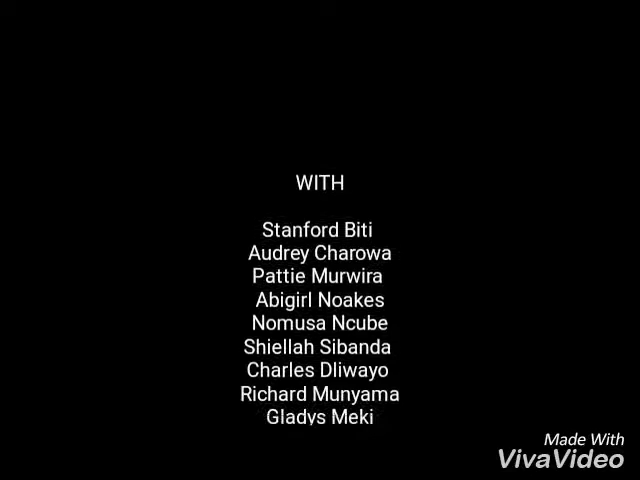 WITH
Stanford Biti
Audrey Charowa
Pattie Murwira
Abigirl Noakes
Nomusa Ncube
Shiellah Sibanda
Charles Dliwayo
Richard Munyama
Gladys Meki
Made With
VivaVideo